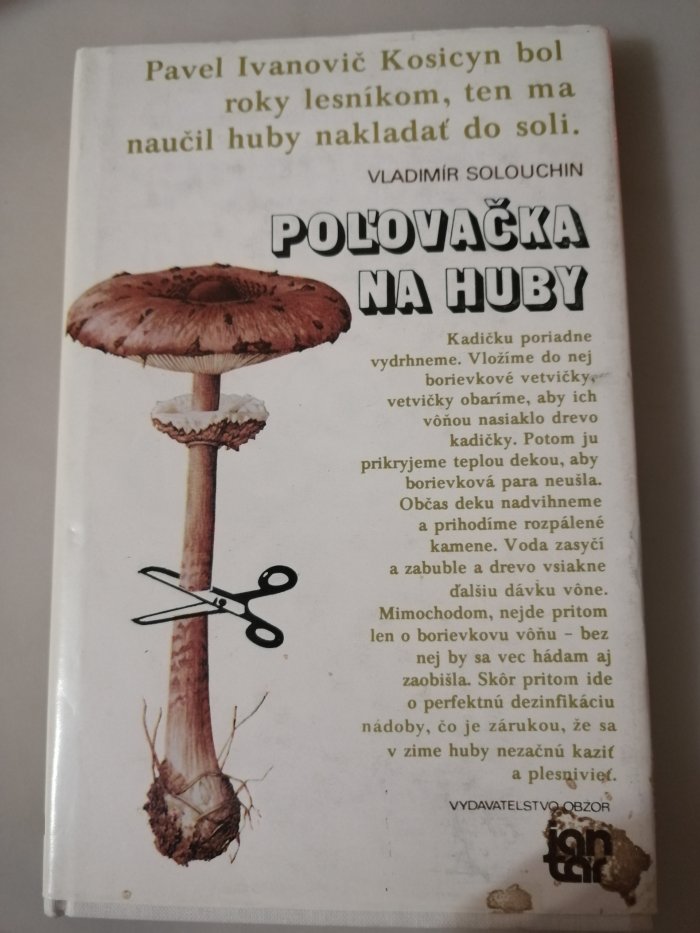 Pavel Ivanovič Kosicyn bol
roky lesníkom, ten ma
naučil huby nakladať do soli.
VLADIMÍR SOLOUCHIN
POĽOVAČKA
NA HUBY
Kadičku poriadne
vydrhneme. Vložíme do nej
borievkové vetvičky,
vetvičky obaríme, aby ich
vôňou nasiaklo drevo
kadičky. Potom ju
prikryjeme teplou dekou, aby
borievková para neušla.
Občas deku nadvihneme
a prihodíme rozpálené
kamene. Voda zasyčí
a zabuble a drevo vsiakne
ďalšiu dávku vône.
Mimochodom, nejde pritom
len o borievkovu vôňu – bez
nej by sa vec hádam aj
zaobišla. Skôr pritom ide
o perfektnú dezinfikáciu
nádoby, čo je zárukou, že sa
v zime huby nezačnú kaziť
a plesnivieť.
VYDAVATELSTVO OBZOR
jan
tár